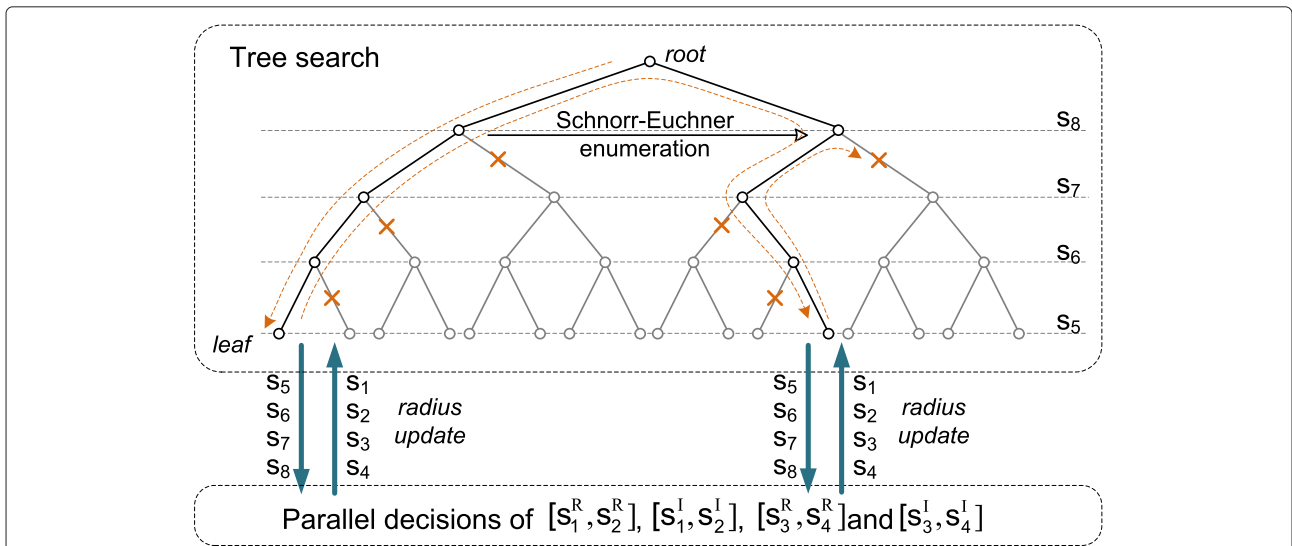 Tree search
root
Schnorr-Euchner
enumeration
s8
s7
s6
s5
leaf
s5 s1
s6 s2 radius
s7 s3 update
s8 s4
s5 s1
s6 s2 radius
s7 s3 update
s8 s4
Parallel decisions of [s₁ᴿ,s₂ᴿ], [s₁ᴵ,s₂ᴵ], [s₃ᴿ,s₄ᴿ]and[s₃ᴵ,s₄ᴵ]